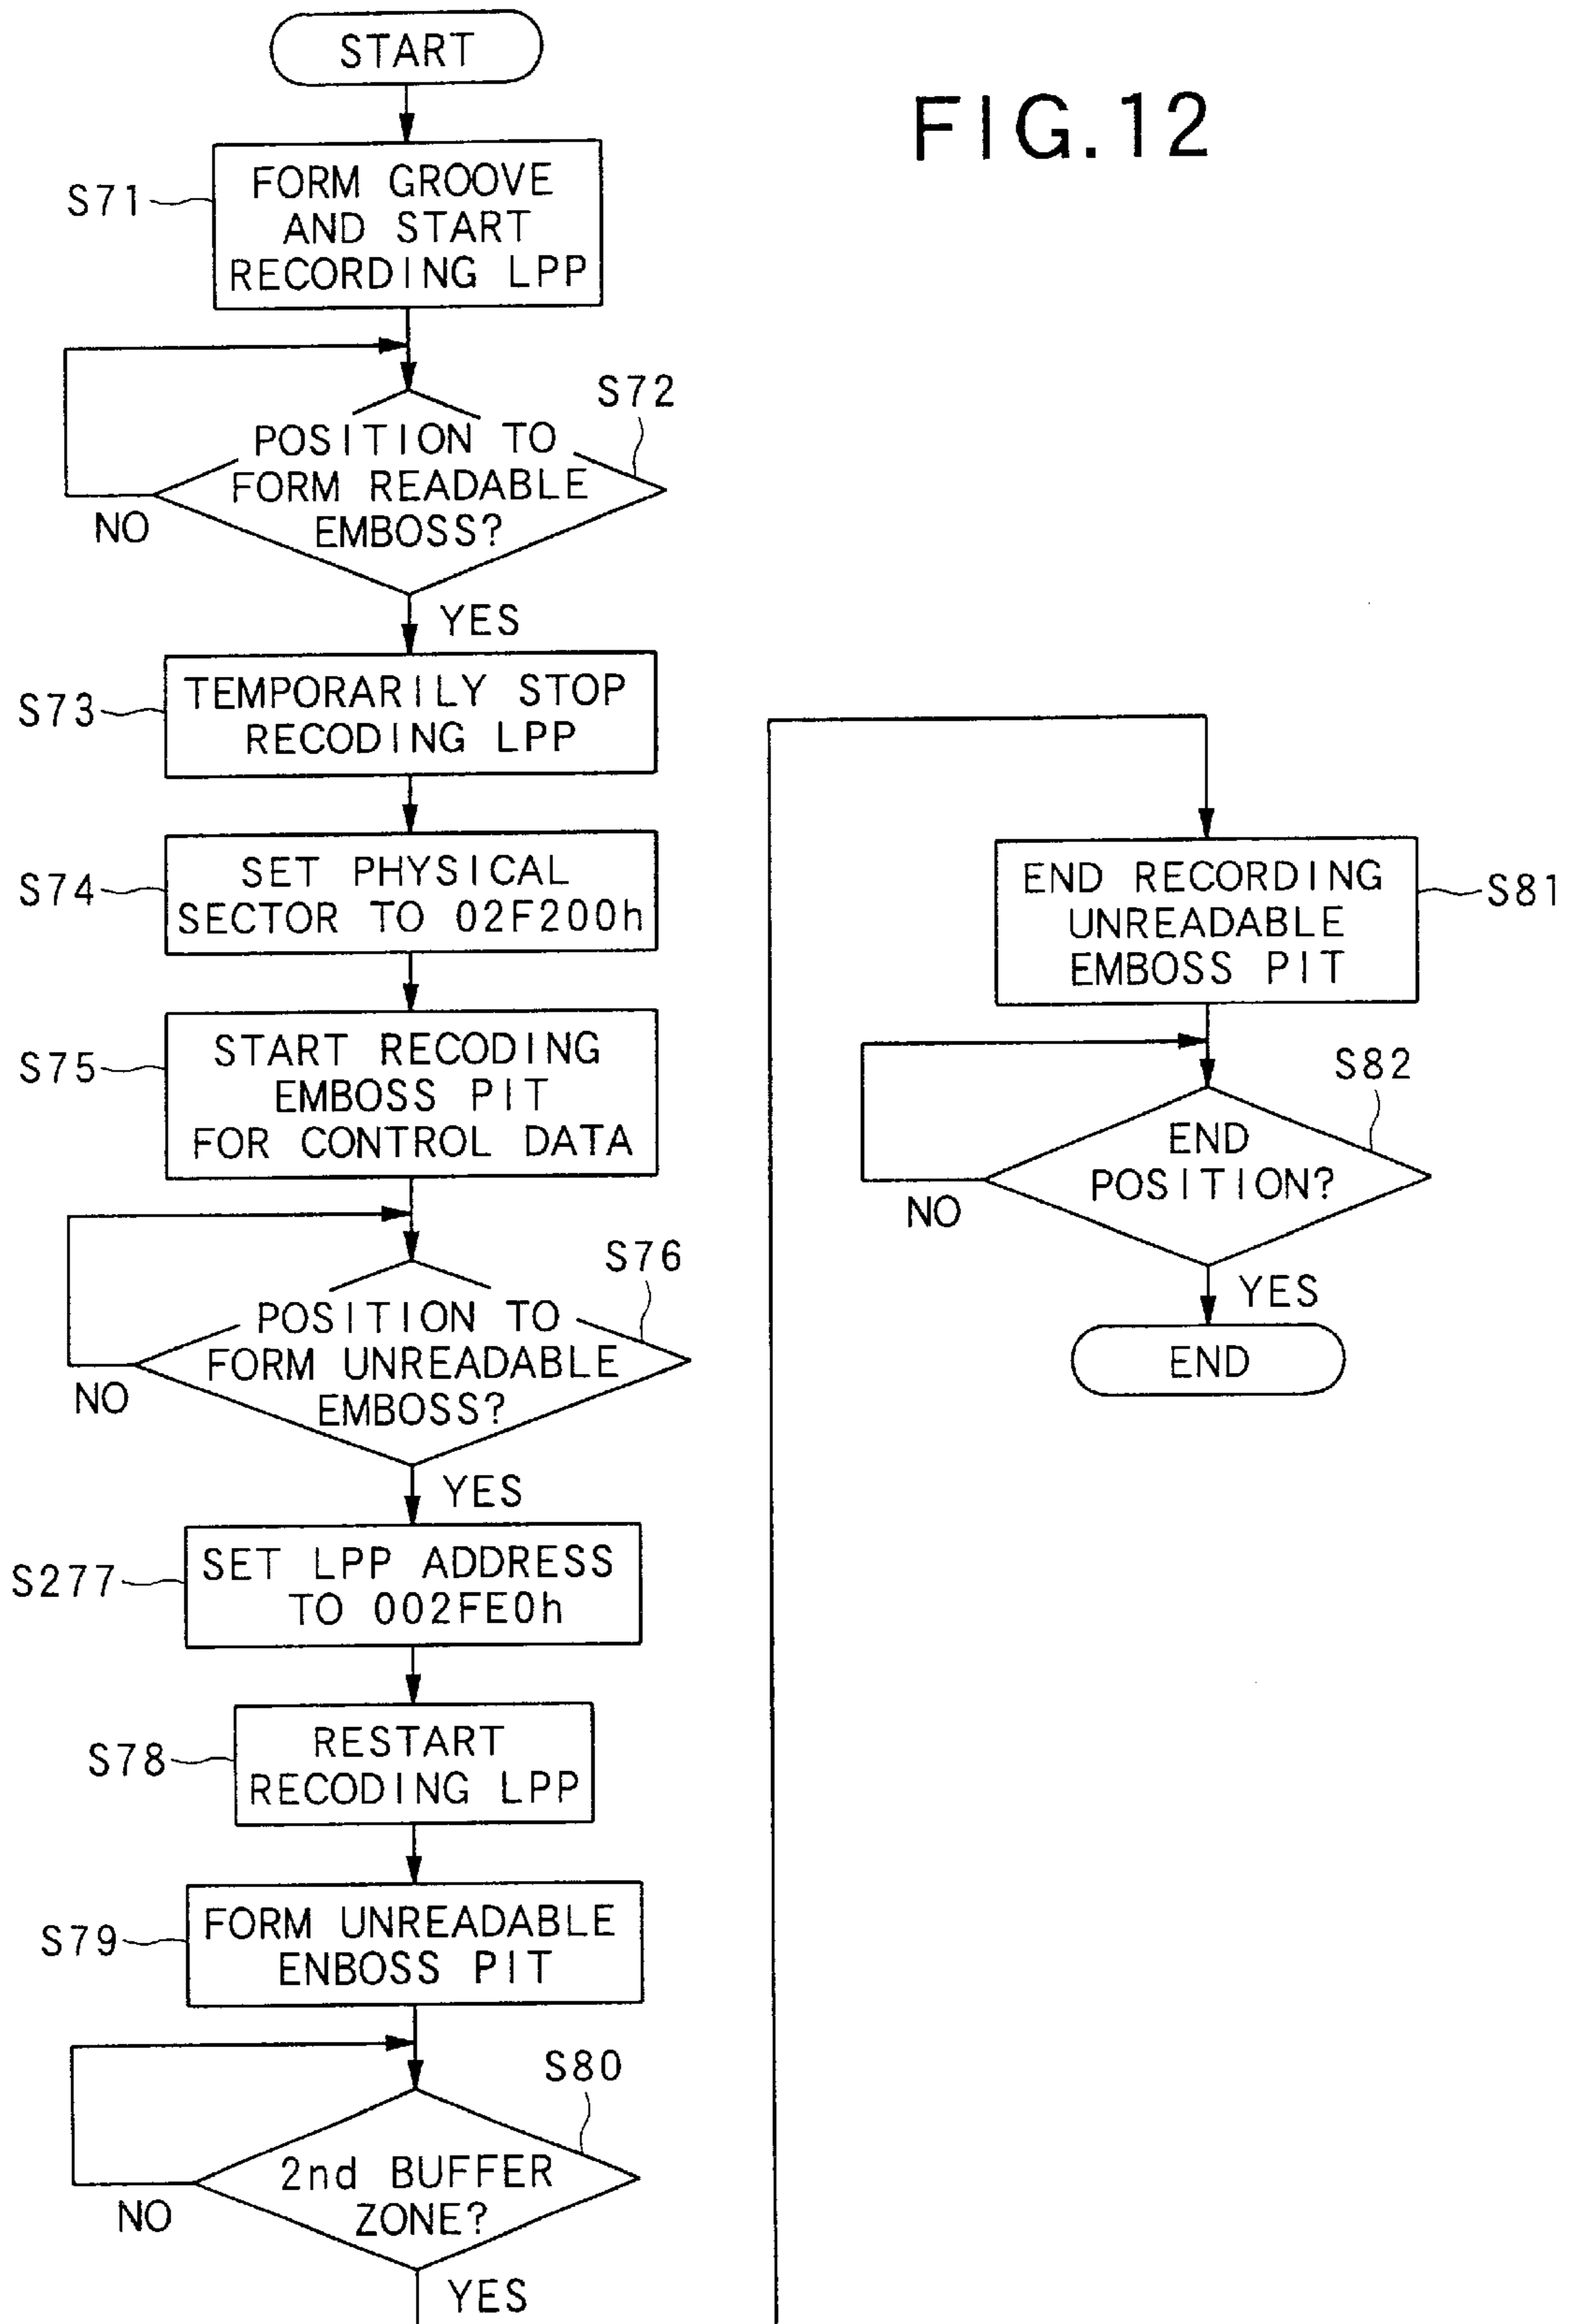 FIG.12
START
S71
FORM GROOVE
AND START
RECORDING LPP
S72
POSITION TO
FORM READABLE
EMBOSS?
NO
YES
S73
TEMPORARILY STOP
RECODING LPP
S74
SET PHYSICAL
SECTOR TO 02F200h
S75
START RECODING
EMBOSS PIT
FOR CONTROL DATA
S76
POSITION TO
FORM UNREADABLE
EMBOSS?
NO
YES
S277
SET LPP ADDRESS
TO 002FE0h
S78
RESTART
RECODING LPP
S79
FORM UNREADABLE
ENBOSS PIT
S80
2nd BUFFER
ZONE?
NO
YES
END RECORDING
UNREADABLE
EMBOSS PIT
S81
S82
END
POSITION?
NO
YES
END